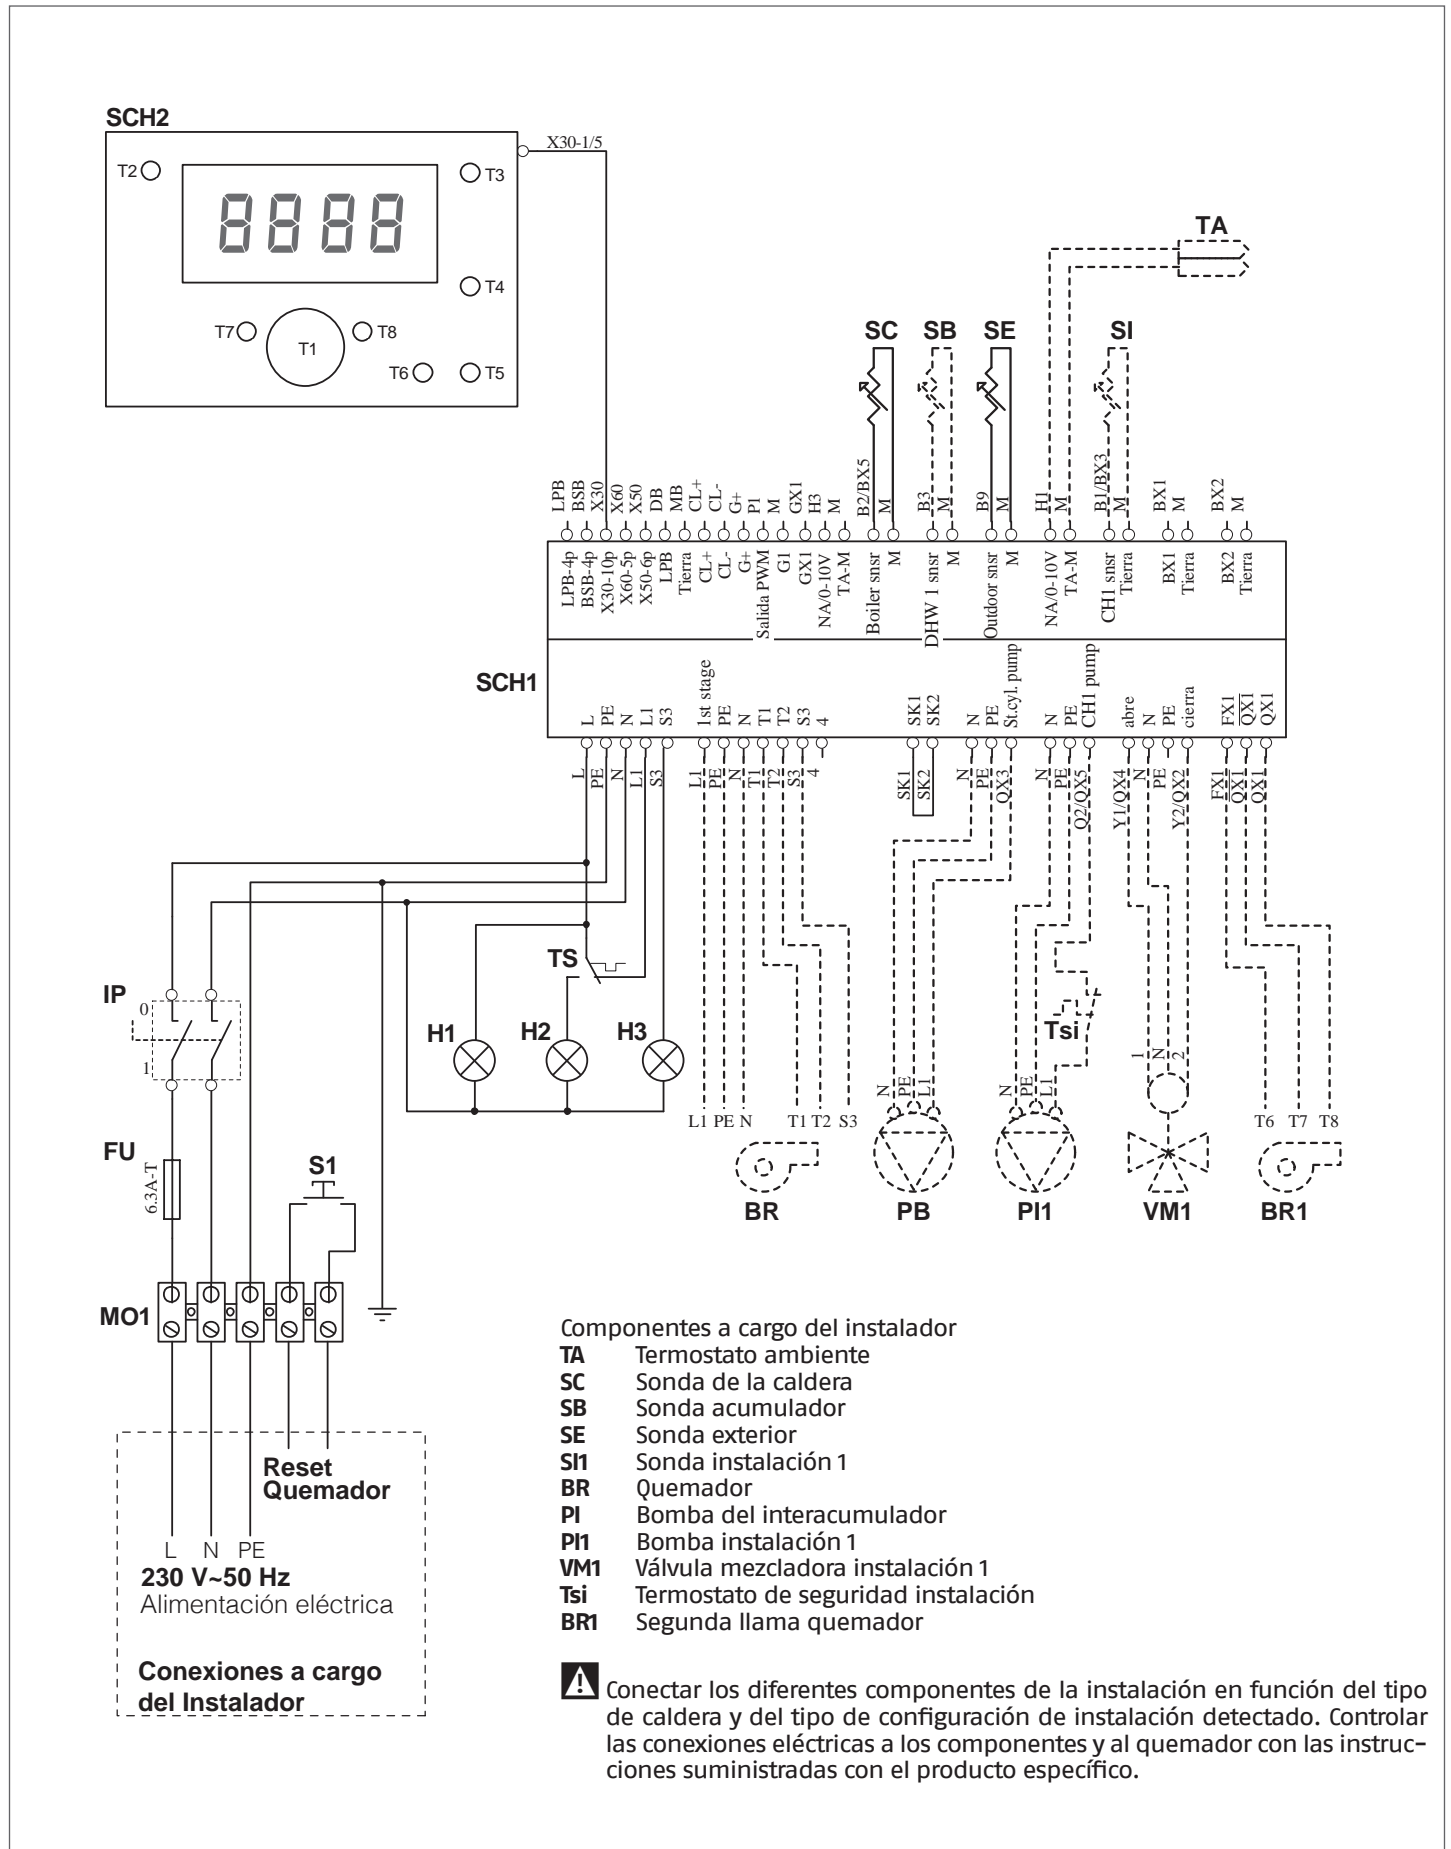 SCH2
X30-1/5
T2
T3
8888
T4
T7
T8
T1
T6
T5
TA
SC
SB
SE
SI
LPB
BSB
X30
X60
X50
DB
MB
CL+
CL-
G+
P1
M
GX1
H3
M
B2/BX5
M
B3
M
B9
M
H1
M
B1/BX3
M
BX1
M
BX2
M
LPB-4p
BSB-4p
X30-10p
X60-5p
X50-6p
LPB
Tierra
CL+
CL-
G+
Salida PWM
G1
GX1
NA/0-10V
TA-M
Boiler snsr
M
DHW 1 snsr
M
Outdoor snsr
M
NA/0-10V
TA-M
CH1 snsr
Tierra
BX1
Tierra
BX2
Tierra
SCH1
L
PE
N
L1
S3
1st stage
PE
N
T1
T2
S3
4
SK1
SK2
N
PE
St.cyl. pump
N
PE
CH1 pump
abre
N
PE
cierra
FX1
QX1
QX1
L
PE
N
L1
S3
L1
PE
N
T1
T2
S3
4
SK1
SK2
N
PE
QX3
N
PE
Q2/QX5
Y1/QX4
N
PE
Y2/QX2
FX1
QX1
QX1
TS
IP
0
1
H1
H2
H3
Tsi
N
PE
L1
N
PE
L1
1
N
2
L1 PE N
T1 T2 S3
T6 T7 T8
FU
6.3A-T
S1
BR
PB
PI1
VM1
BR1
MO1
Reset
Quemador
L N PE
230 V~50 Hz
Alimentación eléctrica
Conexiones a cargo
del Instalador
Componentes a cargo del instalador
TA Termostato ambiente
SC Sonda de la caldera
SB Sonda acumulador
SE Sonda exterior
SI1 Sonda instalación 1
BR Quemador
PI Bomba del interacumulador
PI1 Bomba instalación 1
VM1 Válvula mezcladora instalación 1
Tsi Termostato de seguridad instalación
BR1 Segunda llama quemador
Conectar los diferentes componentes de la instalación en función del tipo
de caldera y del tipo de configuración de instalación detectado. Controlar
las conexiones eléctricas a los componentes y al quemador con las instruc-
ciones suministradas con el producto específico.